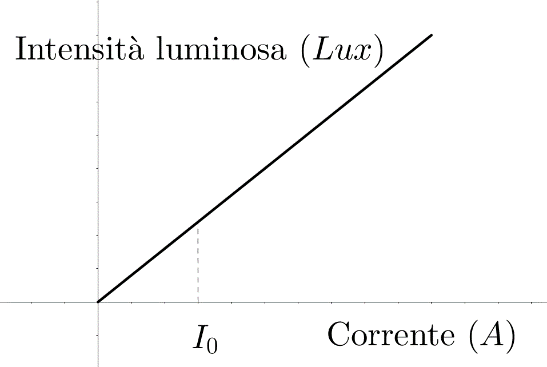 Intensità luminosa (Lux)
I₀
Corrente (A)